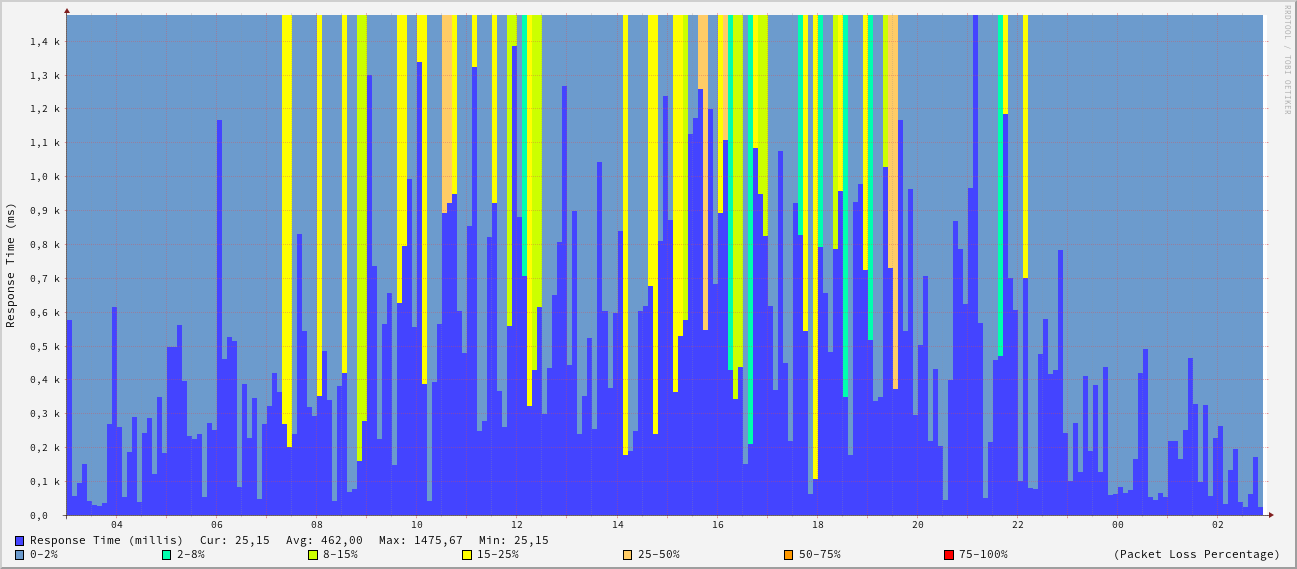 RRDTOOL / TOBI OETIKER
Response Time (ms)
1,4 k
1,3 k
1,2 k
1,1 k
1,0 k
0,9 k
0,8 k
0,7 k
0,6 k
0,5 k
0,4 k
0,3 k
0,2 k
0,1 k
0,0
04 06 08 10 12 14 16 18 20 22 00 02
Response Time (millis) Cur: 25,15 Avg: 462,00 Max: 1475,67 Min: 25,15
0-2% 2-8% 8-15% 15-25% 25-50% 50-75% 75-100% (Packet Loss Percentage)